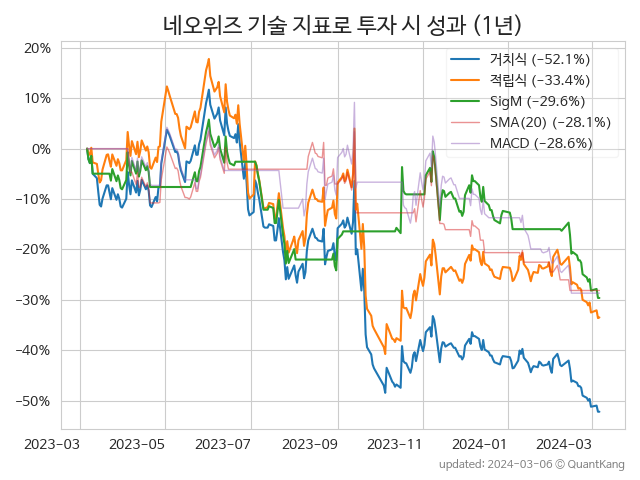 네오위즈 기술 지표로 투자 시 성과 (1년)
20%
10%
0%
−10%
−20%
−30%
−40%
−50%
거치식 (−52.1%)
적립식 (−33.4%)
SigM (−29.6%)
SMA(20) (−28.1%)
MACD (−28.6%)
2023−03 2023−05 2023−07 2023−09 2023−11 2024−01 2024−03
updated: 2024−03−06 © QuantKang